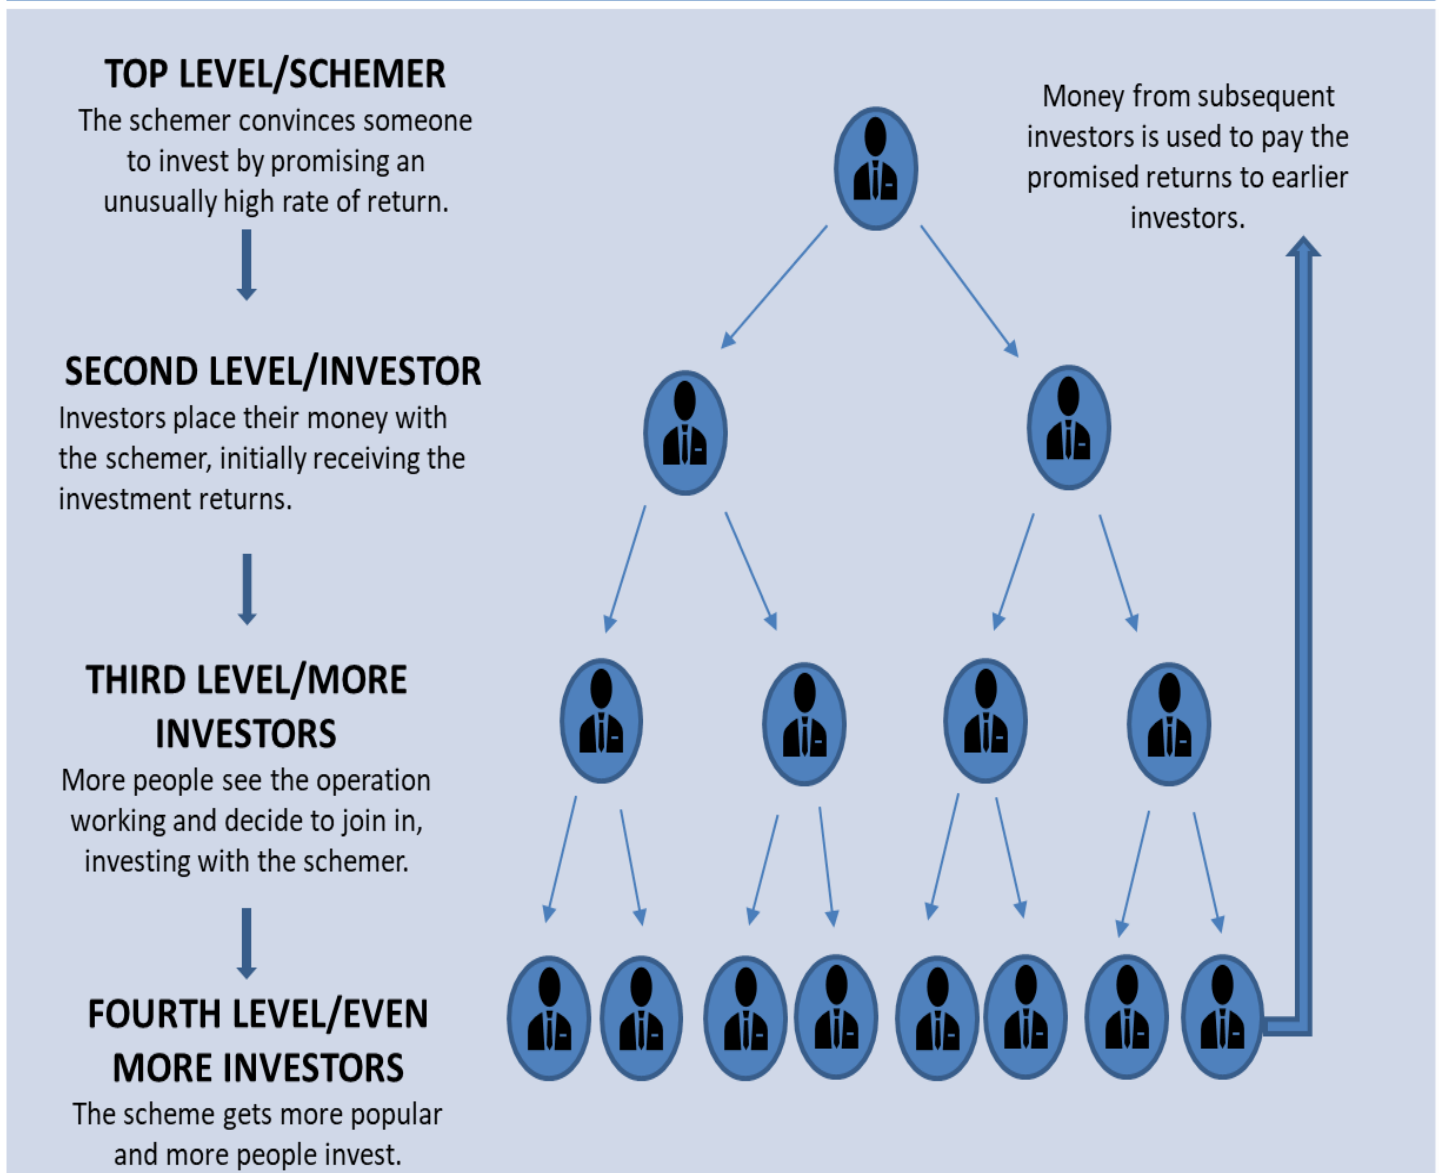 TOP LEVEL/SCHEMER
The schemer convinces someone
to invest by promising an
unusually high rate of return.
Money from subsequent
investors is used to pay the
promised returns to earlier
investors.
SECOND LEVEL/INVESTOR
Investors place their money with
the schemer, initially receiving the
investment returns.
THIRD LEVEL/MORE
INVESTORS
More people see the operation
working and decide to join in,
investing with the schemer.
FOURTH LEVEL/EVEN
MORE INVESTORS
The scheme gets more popular
and more people invest.